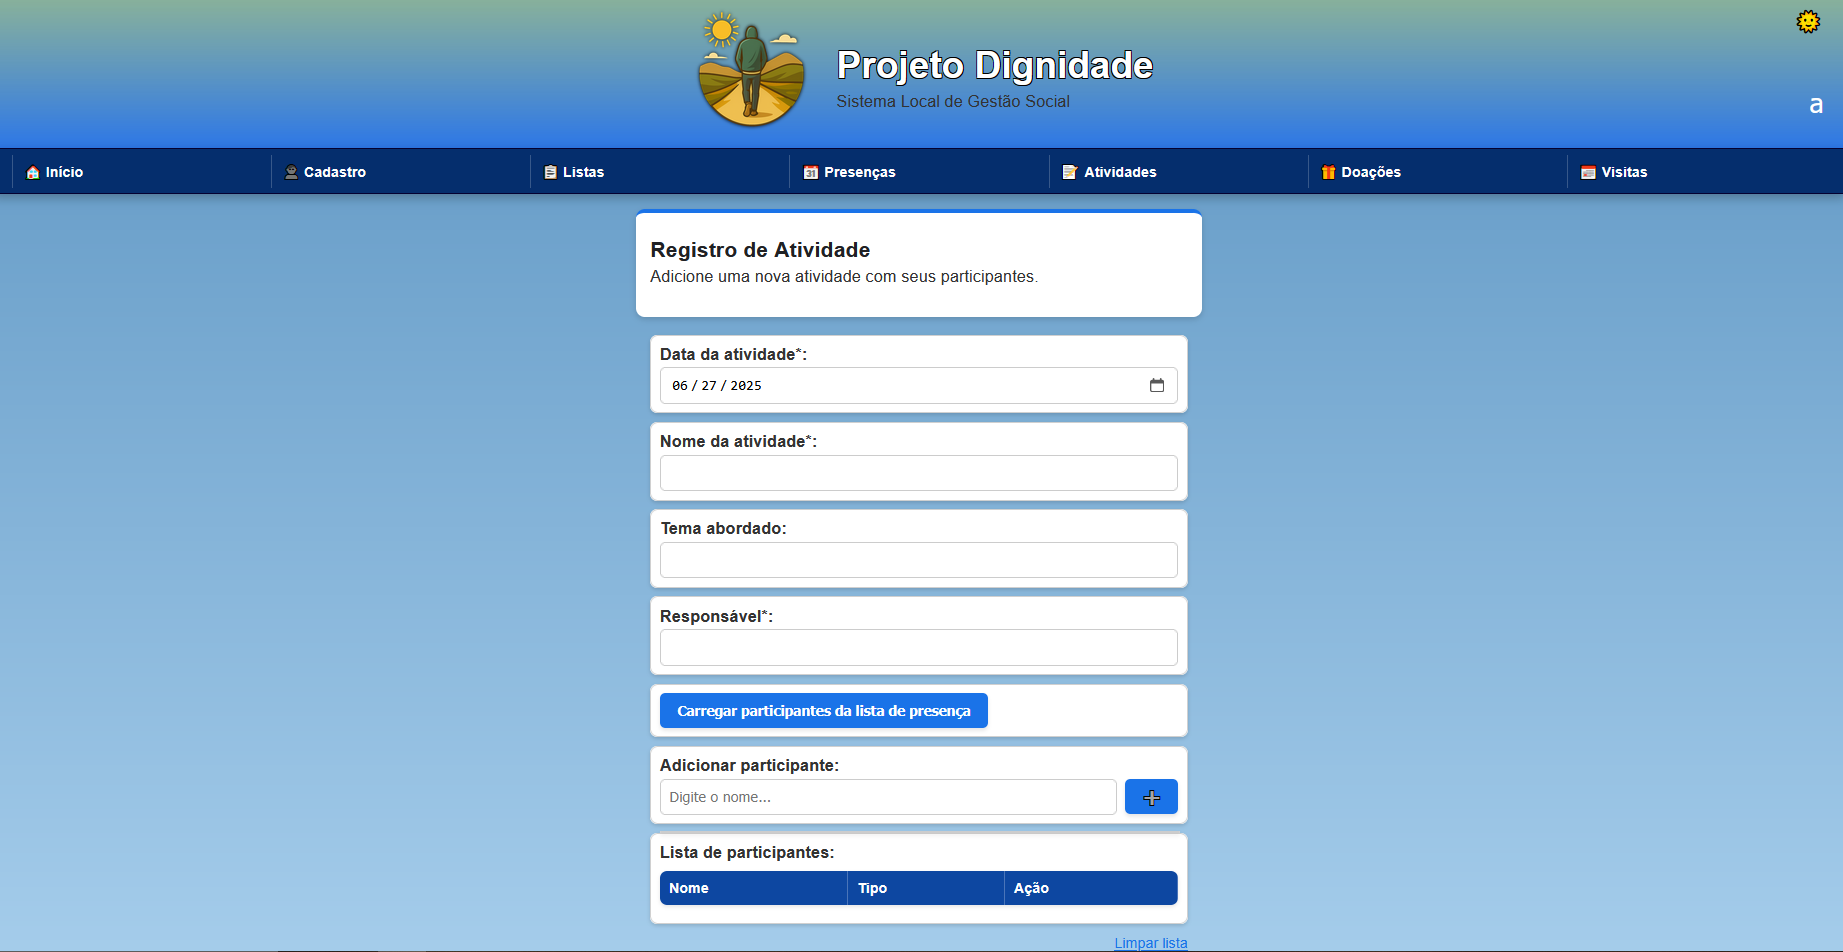 Projeto Dignidade
Sistema Local de Gestão Social
a
Início Cadastro Listas Presenças Atividades Doações Visitas
Registro de Atividade
Adicione uma nova atividade com seus participantes.
Data da atividade*:
06/27/2025
Nome da atividade*:
Tema abordado:
Responsável*:
Carregar participantes da lista de presença
Adicionar participante:
Digite o nome...
Lista de participantes:
Nome Tipo Ação
Limpar lista